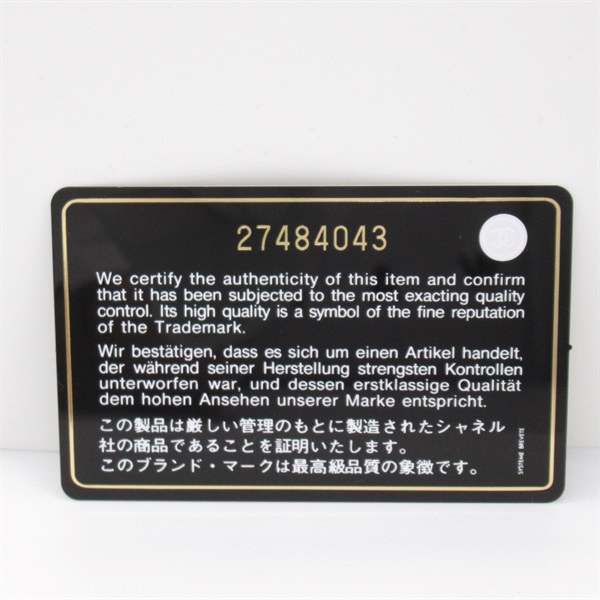 27484043
We certify the authenticity of this item and confirm
that it has been subjected to the most exacting quality
control. Its high quality is a symbol of the fine reputation
of the Trademark.
Wir bestätigen, dass es sich um einen Artikel handelt,
der während seiner Herstellung strengsten Kontrollen
unterworfen war, und dessen erstklassige Qualität
dem hohen Ansehen unserer Marke entspricht.
この製品は厳しい管理のもとに製造されたシャネル
社の商品であることを証明いたします。
このブランド・マークは最高級品質の象徴です。
SYSTEME BREVETE